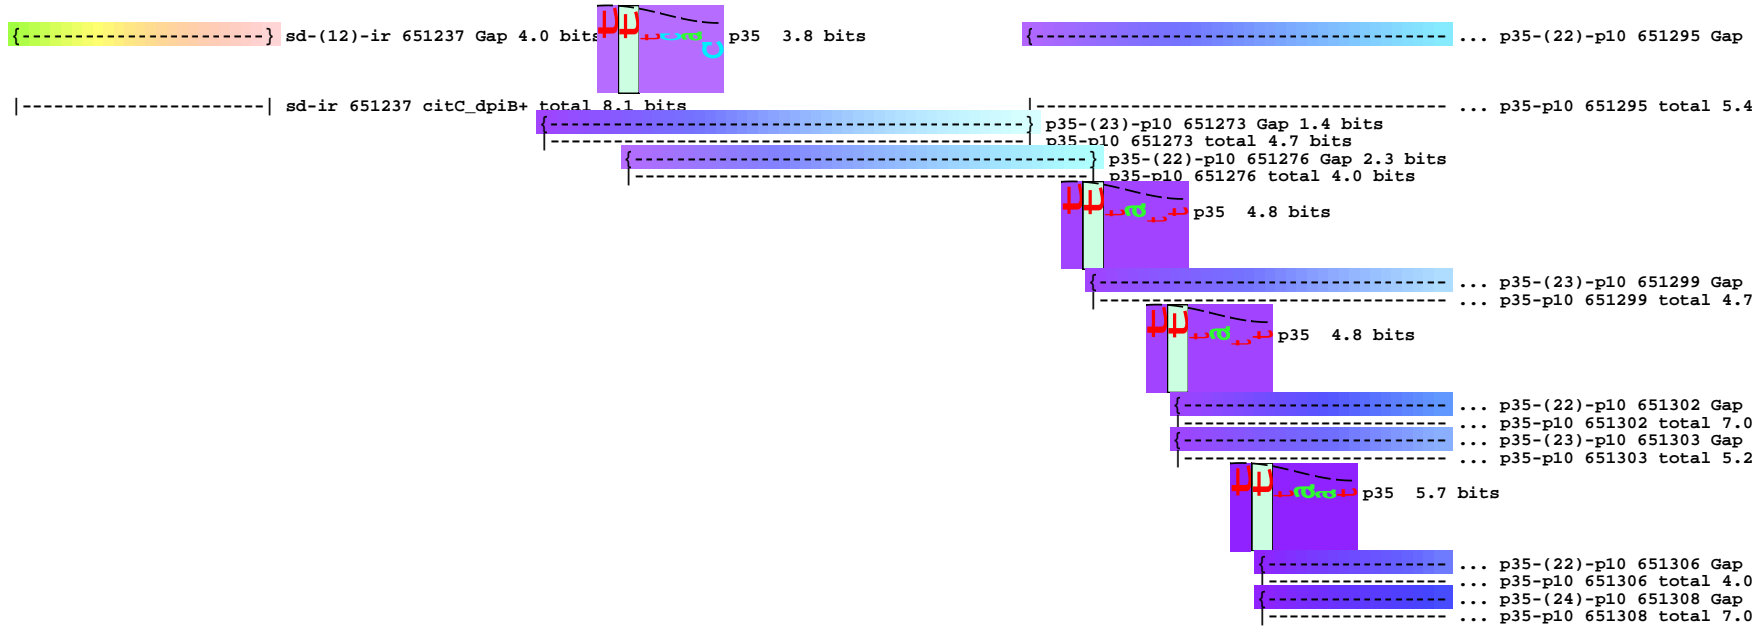 {-----------------------} sd-(12)-ir 651237 Gap 4.0 bits
p35 3.8 bits
{--------------------------------------- ... p35-(22)-p10 651295 Gap
|-----------------------| sd-ir 651237 citC_dpiB+ total 8.1 bits
|--------------------------------------- ... p35-p10 651295 total 5.4
{---------------------------------------------} p35-(23)-p10 651273 Gap 1.4 bits
|---------------------------------------------| p35-p10 651273 total 4.7 bits
{-------------------------------------------} p35-(22)-p10 651276 Gap 2.3 bits
|-------------------------------------------| p35-p10 651276 total 4.0 bits
p35 4.8 bits
{--------------------------------- ... p35-(23)-p10 651299 Gap
|--------------------------------- ... p35-p10 651299 total 4.7
p35 4.8 bits
{------------------------- ... p35-(22)-p10 651302 Gap
|------------------------- ... p35-p10 651302 total 7.0
{------------------------- ... p35-(23)-p10 651303 Gap
|------------------------- ... p35-p10 651303 total 5.2
p35 5.7 bits
{----------------- ... p35-(22)-p10 651306 Gap
|----------------- ... p35-p10 651306 total 4.0
{----------------- ... p35-(24)-p10 651308 Gap
|----------------- ... p35-p10 651308 total 7.0